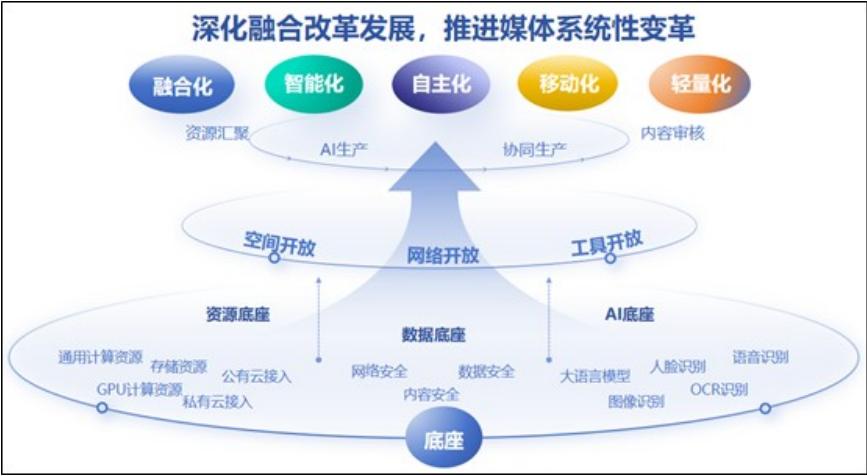 深化融合改革发展，推进媒体系统性变革
融合化 智能化 自主化 移动化 轻量化
资源汇聚 AI生产 协同生产 内容审核
空间开放 网络开放 工具开放
资源底座 数据底座 AI底座
通用计算资源 存储资源 公有云接入 网络安全 数据安全 大语言模型 人脸识别 语音识别
GPU计算资源 私有云接入 内容安全 图像识别 OCR识别
底座